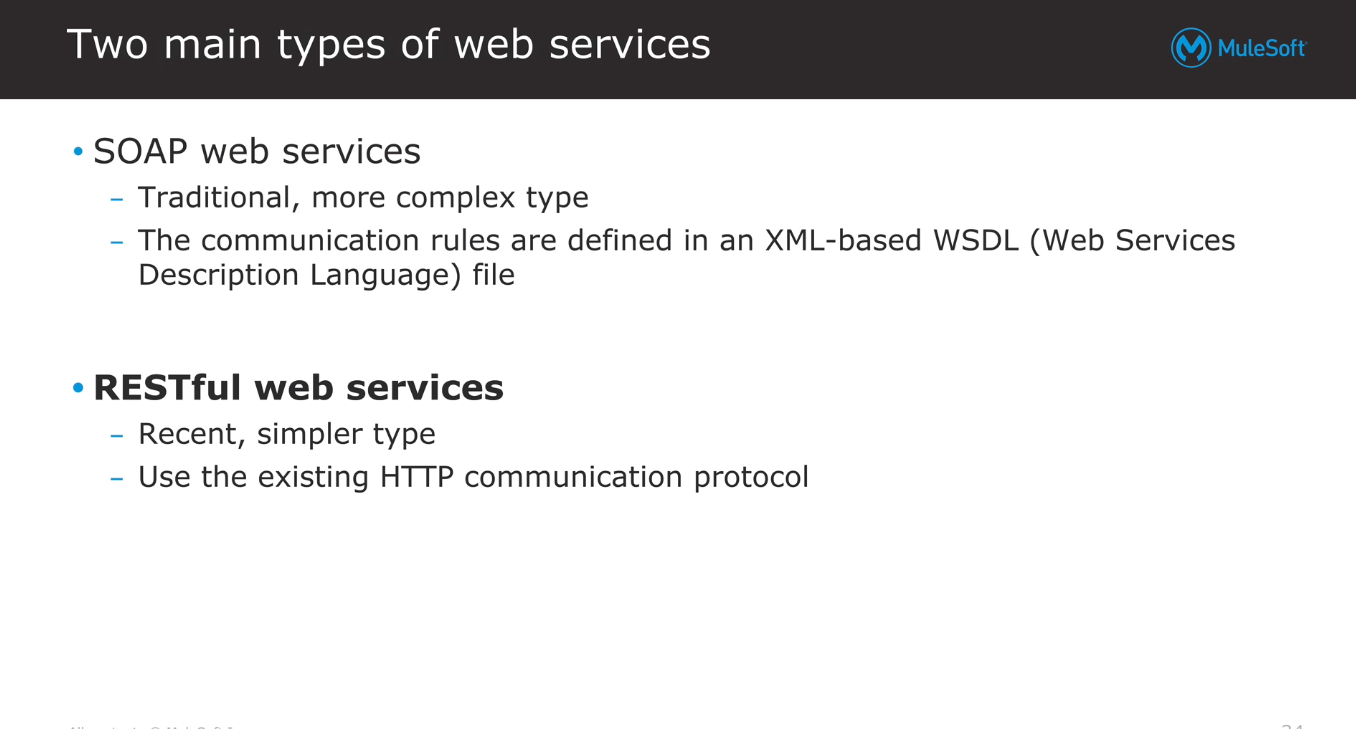 Two main types of web services
MuleSoft
• SOAP web services
– Traditional, more complex type
– The communication rules are defined in an XML-based WSDL (Web Services
Description Language) file
• RESTful web services
– Recent, simpler type
– Use the existing HTTP communication protocol